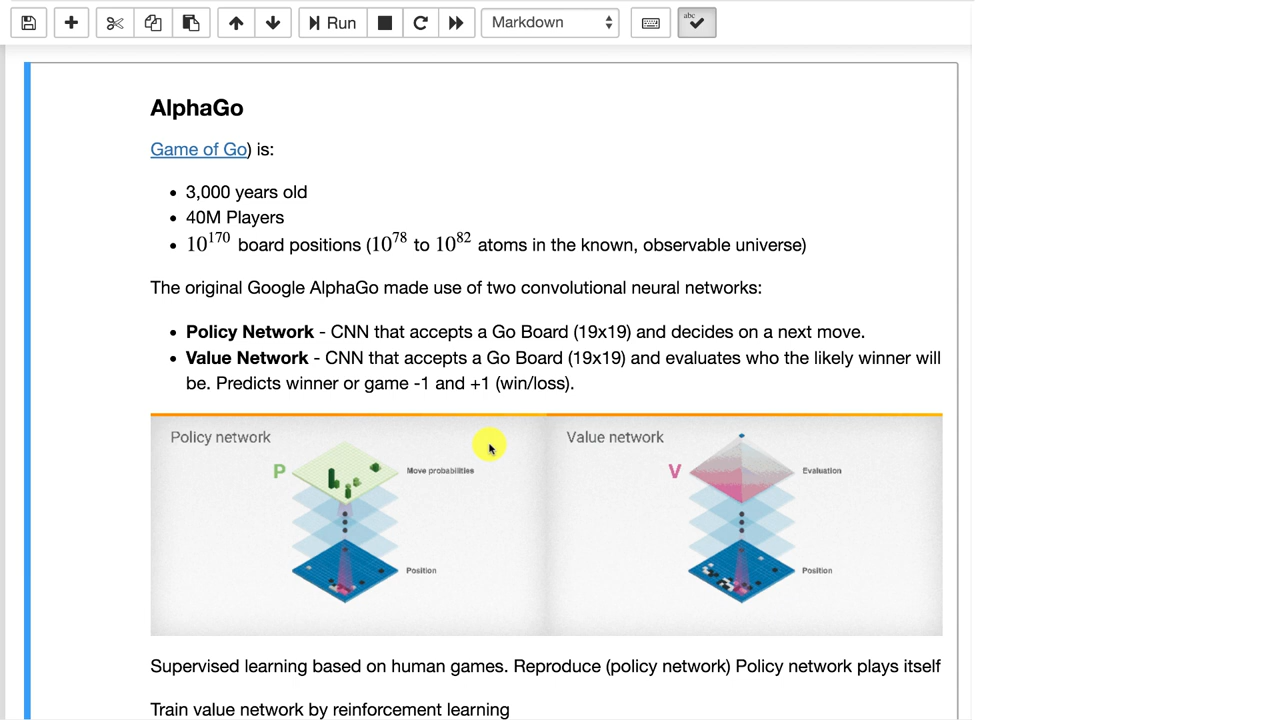 Run
Markdown
abc
AlphaGo
Game of Go) is:
• 3,000 years old
• 40M Players
• 10^170 board positions (10^78 to 10^82 atoms in the known, observable universe)
The original Google AlphaGo made use of two convolutional neural networks:
• Policy Network - CNN that accepts a Go Board (19x19) and decides on a next move.
• Value Network - CNN that accepts a Go Board (19x19) and evaluates who the likely winner will
be. Predicts winner or game -1 and +1 (win/loss).
Policy network
P
Move probabilities
Position
Value network
V
Evaluation
Position
Supervised learning based on human games. Reproduce (policy network) Policy network plays itself
Train value network by reinforcement learning